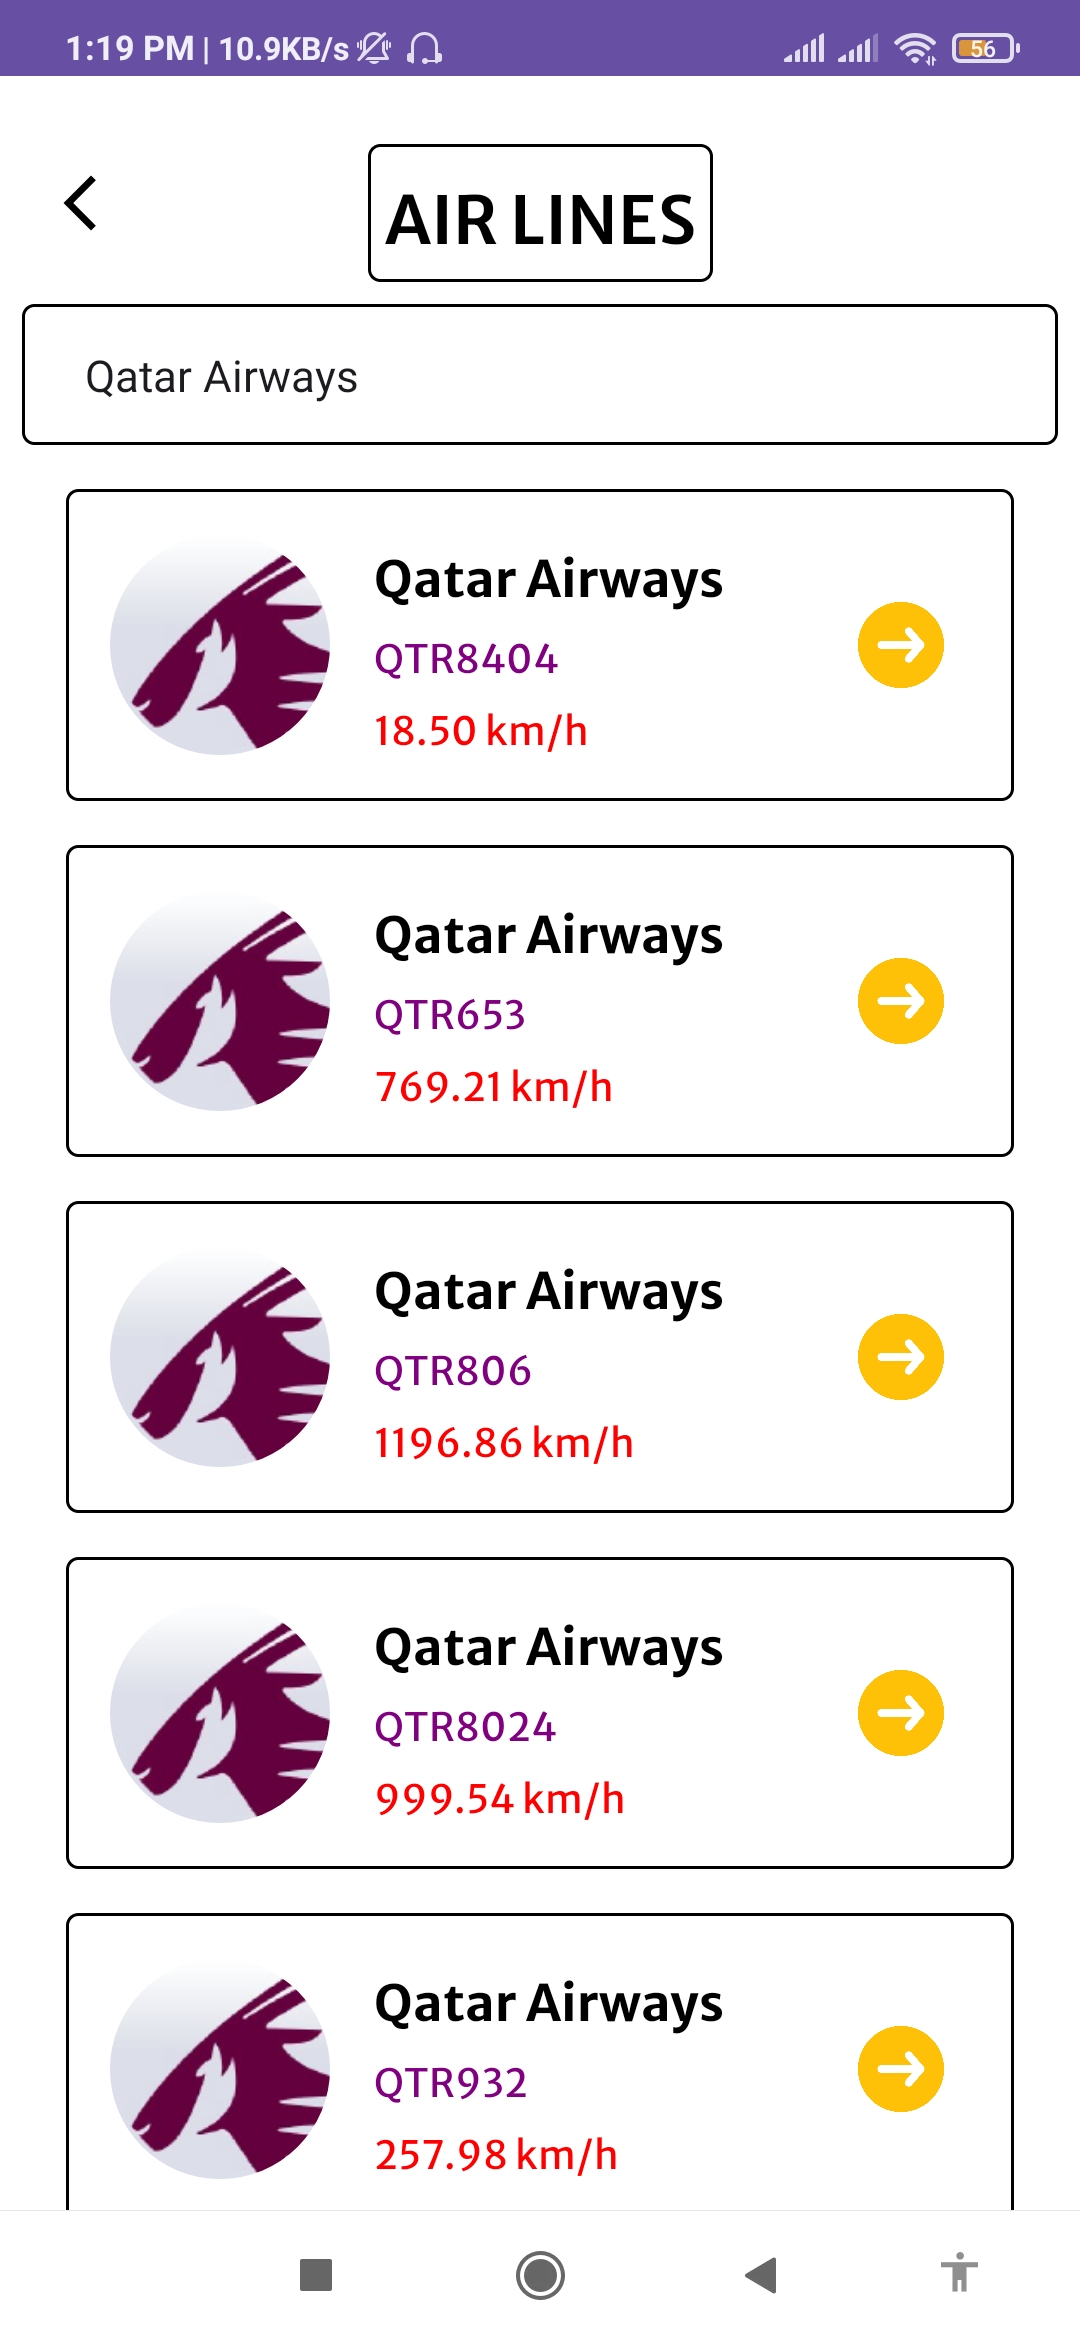 1:19 PM | 10.9KB/s 56
AIR LINES
Qatar Airways
Qatar Airways
QTR8404
18.50 km/h
Qatar Airways
QTR653
769.21 km/h
Qatar Airways
QTR806
1196.86 km/h
Qatar Airways
QTR8024
999.54 km/h
Qatar Airways
QTR932
257.98 km/h